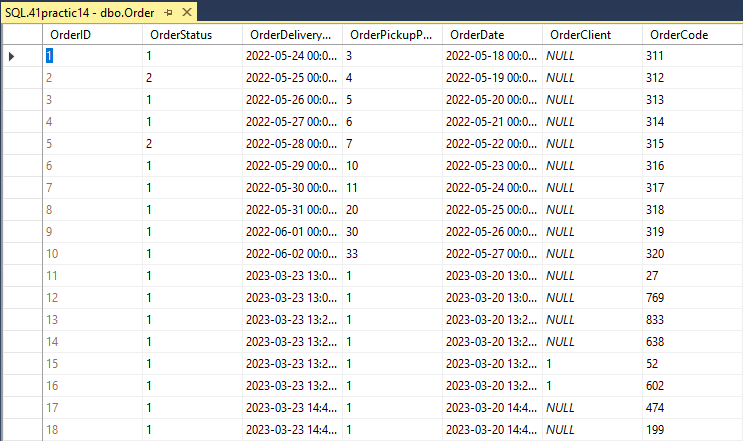 SQL.41practic14 - dbo.Order
OrderID OrderStatus OrderDelivery... OrderPickupP... OrderDate OrderClient OrderCode
1 1 2022-05-24 00:0... 3 2022-05-18 00:0... NULL 311
2 2 2022-05-25 00:0... 4 2022-05-19 00:0... NULL 312
3 1 2022-05-26 00:0... 5 2022-05-20 00:0... NULL 313
4 1 2022-05-27 00:0... 6 2022-05-21 00:0... NULL 314
5 2 2022-05-28 00:0... 7 2022-05-22 00:0... NULL 315
6 1 2022-05-29 00:0... 10 2022-05-23 00:0... NULL 316
7 1 2022-05-30 00:0... 11 2022-05-24 00:0... NULL 317
8 1 2022-05-31 00:0... 20 2022-05-25 00:0... NULL 318
9 1 2022-06-01 00:0... 30 2022-05-26 00:0... NULL 319
10 1 2022-06-02 00:0... 33 2022-05-27 00:0... NULL 320
11 1 2023-03-23 13:0... 1 2023-03-20 13:0... NULL 27
12 1 2023-03-23 13:0... 1 2023-03-20 13:0... NULL 769
13 1 2023-03-23 13:2... 1 2023-03-20 13:2... NULL 833
14 1 2023-03-23 13:2... 1 2023-03-20 13:2... NULL 638
15 1 2023-03-23 13:2... 1 2023-03-20 13:2... 1 52
16 1 2023-03-23 13:2... 1 2023-03-20 13:2... 1 602
17 1 2023-03-23 14:4... 1 2023-03-20 14:4... NULL 474
18 1 2023-03-23 14:4... 1 2023-03-20 14:4... NULL 199